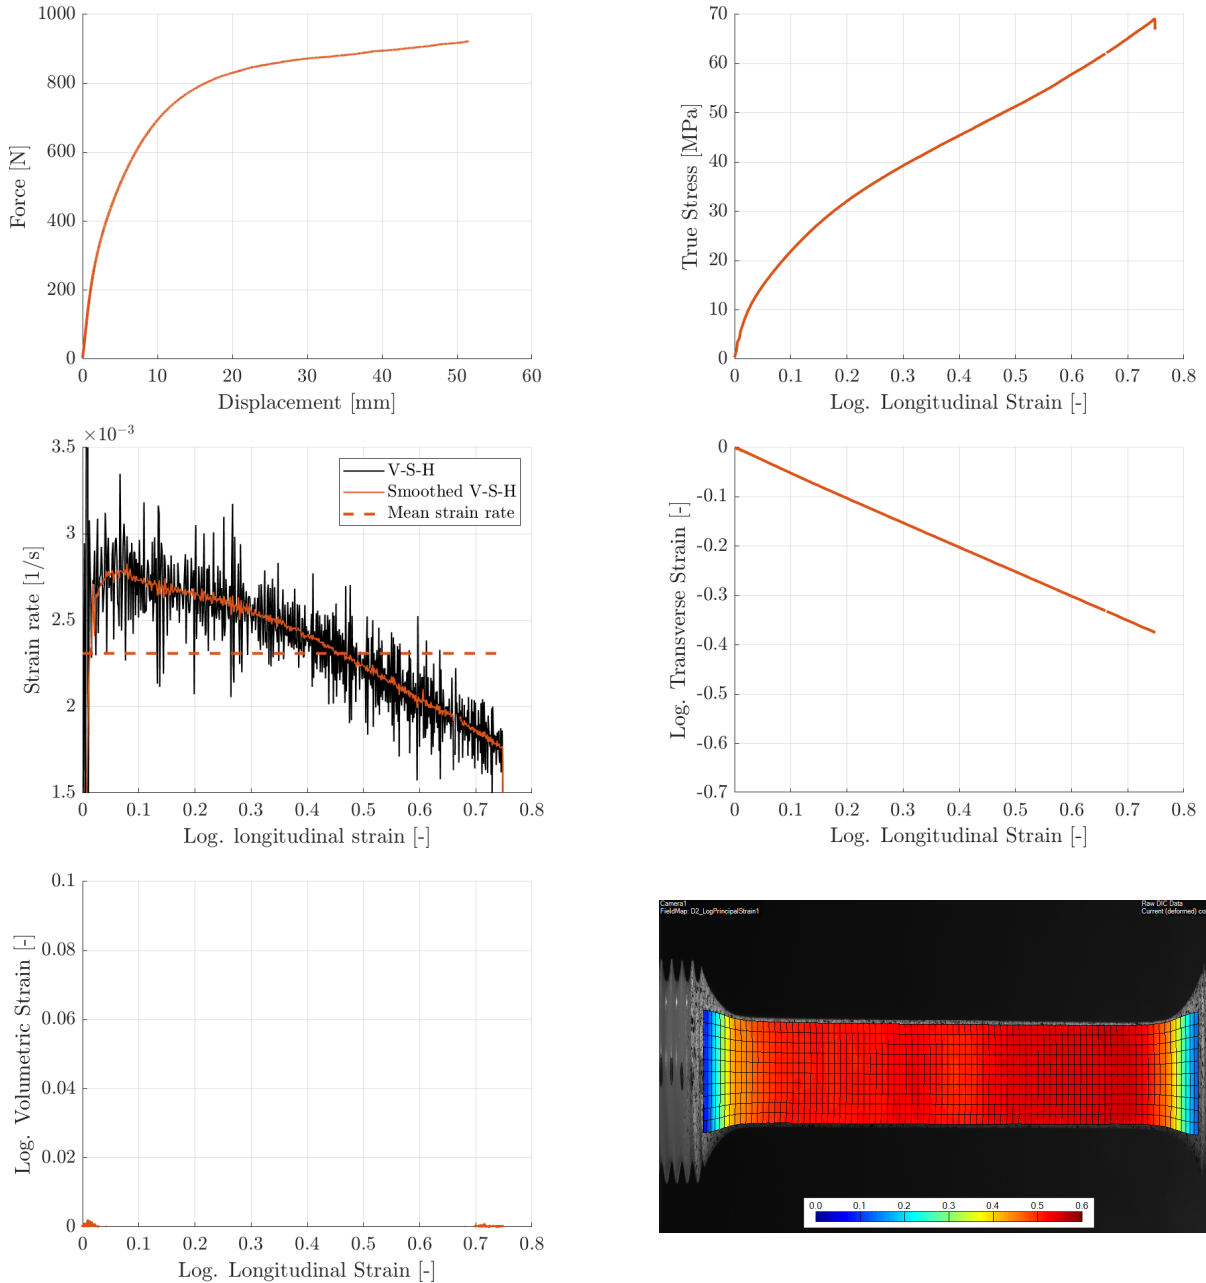 1000
800
600
400
200
0
Force [N]
0 10 20 30 40 50 60
Displacement [mm]
70
60
50
40
30
20
10
0
True Stress [MPa]
0 0.1 0.2 0.3 0.4 0.5 0.6 0.7 0.8
Log. Longitudinal Strain [-]
×10⁻³
3.5
3
2.5
2
1.5
Strain rate [1/s]
V-S-H
Smoothed V-S-H
Mean strain rate
0 0.1 0.2 0.3 0.4 0.5 0.6 0.7 0.8
Log. longitudinal strain [-]
0
-0.1
-0.2
-0.3
-0.4
-0.5
-0.6
-0.7
Log. Transverse Strain [-]
0 0.1 0.2 0.3 0.4 0.5 0.6 0.7 0.8
Log. Longitudinal Strain [-]
0.1
0.08
0.06
0.04
0.02
0
Log. Volumetric Strain [-]
0 0.1 0.2 0.3 0.4 0.5 0.6 0.7 0.8
Log. Longitudinal Strain [-]
Camera1
FieldMap: D2_LogPrincipalStrain1
Raw DIC Data
Current (deformed) co
0.0 0.1 0.2 0.3 0.4 0.5 0.6